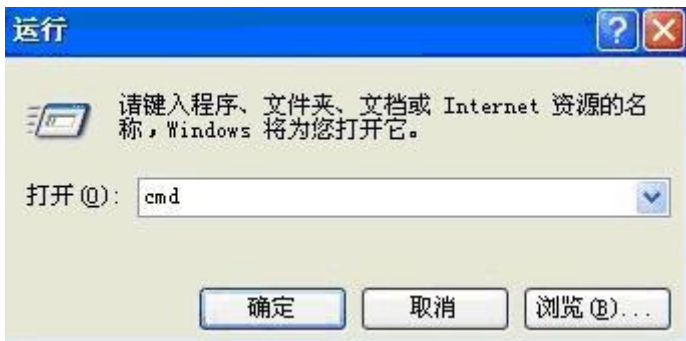 运行
请键入程序、文件夹、文档或 Internet 资源的名
称，Windows 将为您打开它。
打开(O): cmd
确定 取消 浏览(B)...